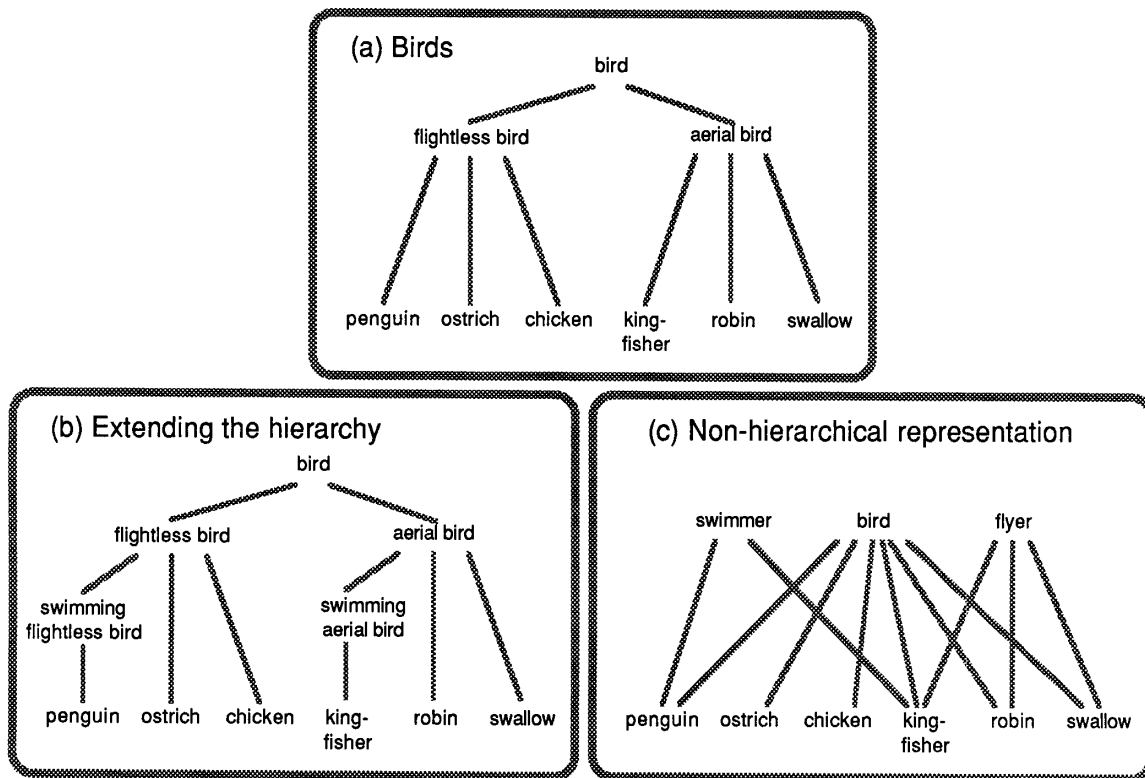 (a) Birds
bird
flightless bird
aerial bird
penguin ostrich chicken king- robin swallow
fisher
(b) Extending the hierarchy
bird
flightless bird aerial bird
swimming swimming
flightless bird aerial bird
penguin ostrich chicken king- robin swallow
fisher
(c) Non-hierarchical representation
swimmer bird flyer
penguin ostrich chicken king- robin swallow
fisher